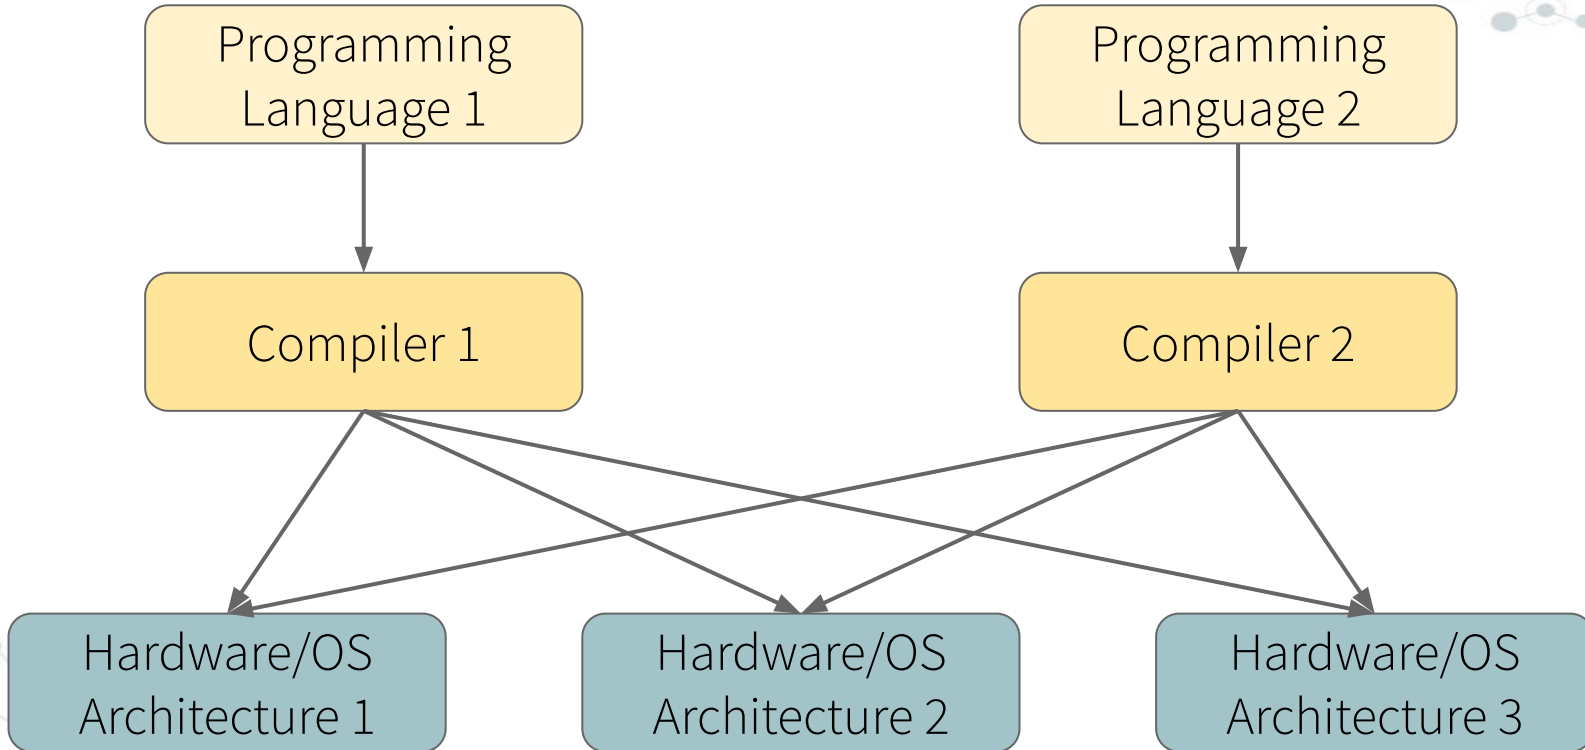 Programming
Language 1
Programming
Language 2
Compiler 1
Compiler 2
Hardware/OS
Architecture 1
Hardware/OS
Architecture 2
Hardware/OS
Architecture 3